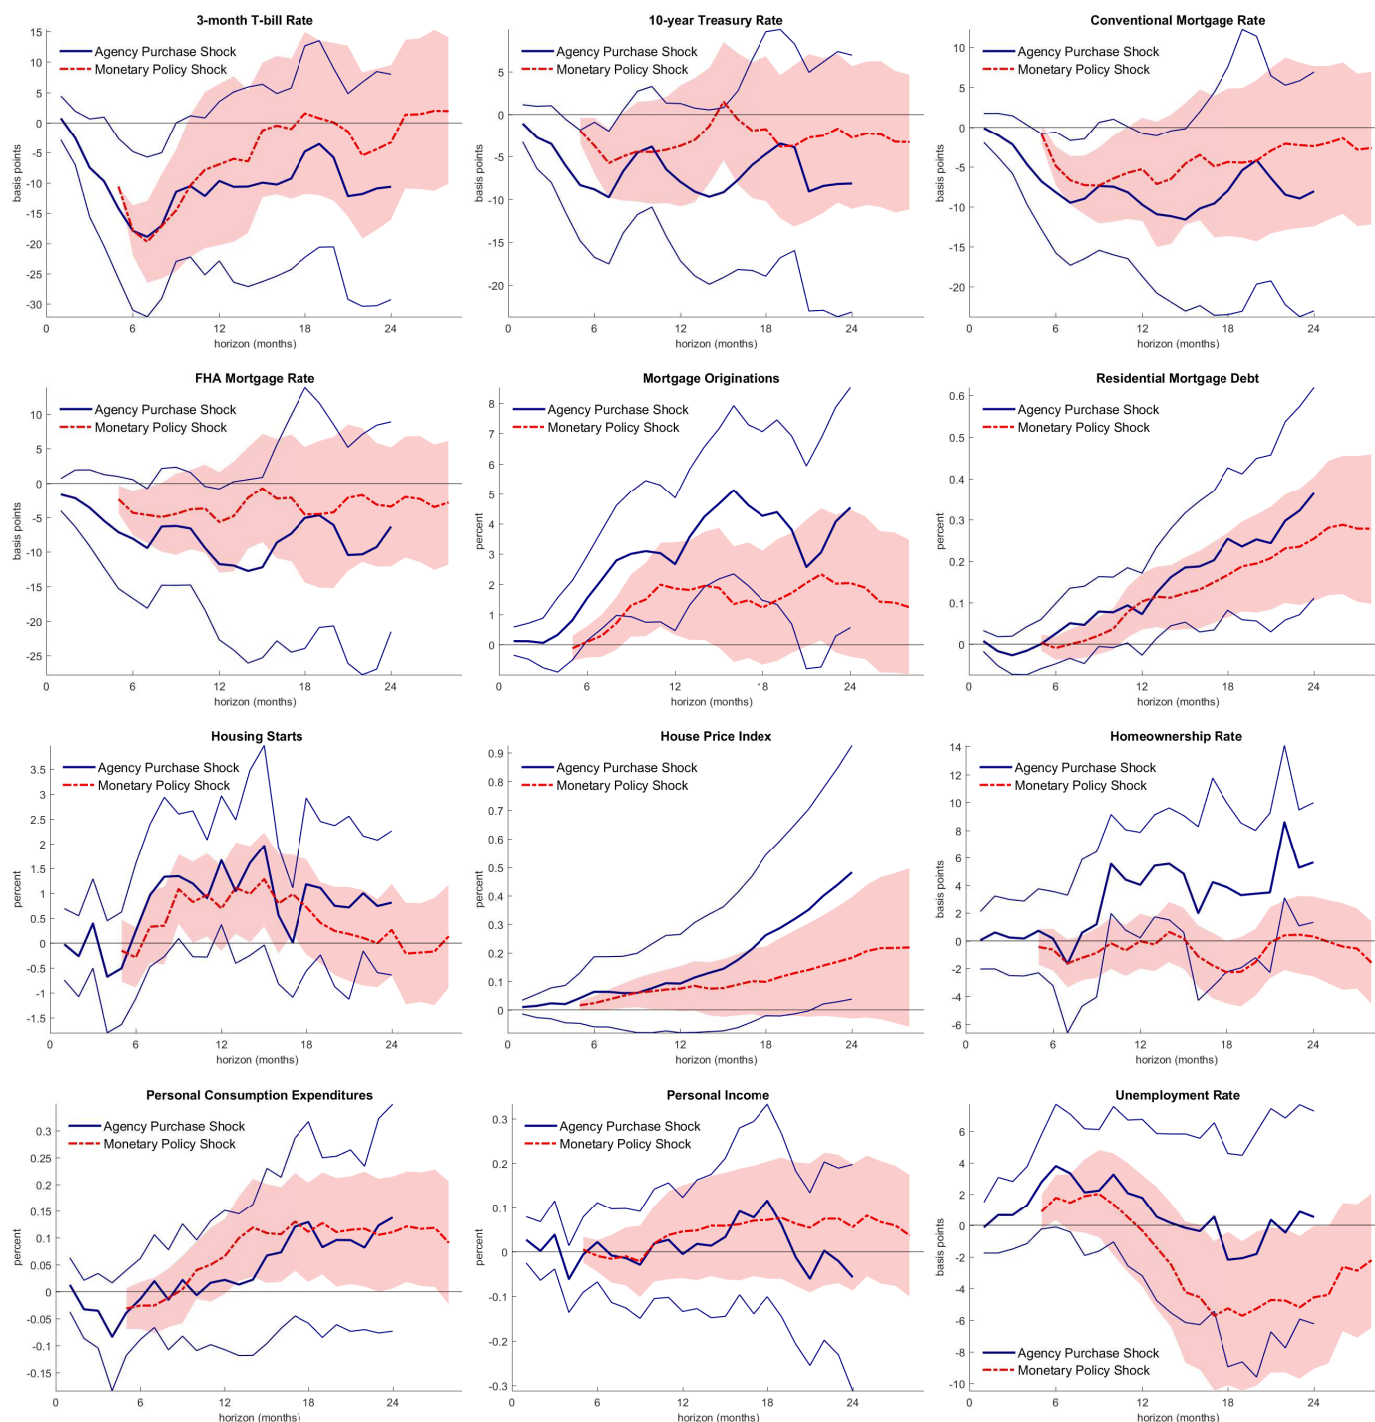 3-month T-bill Rate
15
10
5
0
-5
-10
-15
-20
-25
-30
basis points
Agency Purchase Shock
Monetary Policy Shock
0 6 12 18 24
horizon (months)
10-year Treasury Rate
5
0
-5
-10
-15
-20
basis points
Agency Purchase Shock
Monetary Policy Shock
0 6 12 18 24
horizon (months)
Conventional Mortgage Rate
10
5
0
-5
-10
-15
-20
basis points
Agency Purchase Shock
Monetary Policy Shock
0 6 12 18 24
horizon (months)
FHA Mortgage Rate
10
5
0
-5
-10
-15
-20
-25
basis points
Agency Purchase Shock
Monetary Policy Shock
0 6 12 18 24
horizon (months)
Mortgage Originations
8
7
6
5
4
3
2
1
0
percent
Agency Purchase Shock
Monetary Policy Shock
0 6 12 18 24
horizon (months)
Residential Mortgage Debt
0.6
0.5
0.4
0.3
0.2
0.1
0
percent
Agency Purchase Shock
Monetary Policy Shock
0 6 12 18 24
horizon (months)
Housing Starts
3.5
3
2.5
2
1.5
1
0.5
0
-0.5
-1
-1.5
percent
Agency Purchase Shock
Monetary Policy Shock
0 6 12 18 24
horizon (months)
House Price Index
0.9
0.8
0.7
0.6
0.5
0.4
0.3
0.2
0.1
0
percent
Agency Purchase Shock
Monetary Policy Shock
0 6 12 18 24
horizon (months)
Homeownership Rate
14
12
10
8
6
4
2
0
-2
-4
-6
basis points
Agency Purchase Shock
Monetary Policy Shock
0 6 12 18 24
horizon (months)
Personal Consumption Expenditures
0.3
0.25
0.2
0.15
0.1
0.05
0
-0.05
-0.1
-0.15
percent
Agency Purchase Shock
Monetary Policy Shock
0 6 12 18 24
horizon (months)
Personal Income
0.3
0.2
0.1
0
-0.1
-0.2
-0.3
percent
Agency Purchase Shock
Monetary Policy Shock
0 6 12 18 24
horizon (months)
Unemployment Rate
6
4
2
0
-2
-4
-6
-8
-10
basis points
Agency Purchase Shock
Monetary Policy Shock
0 6 12 18 24
horizon (months)